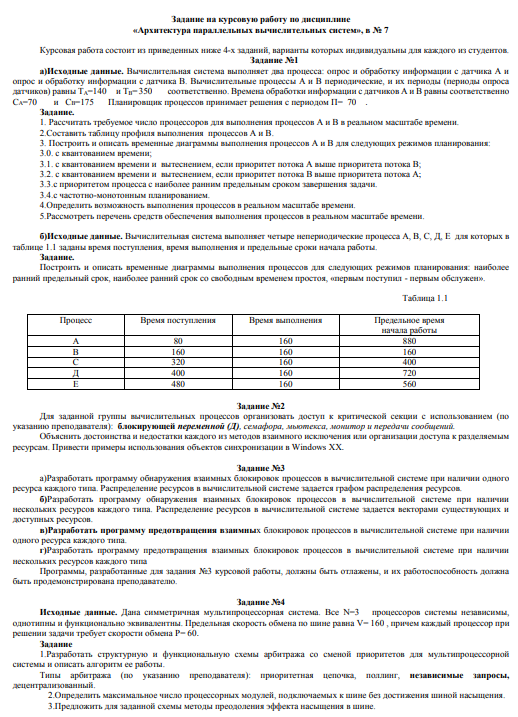 Задание на курсовую работу по дисциплине
«Архитектура параллельных вычислительных систем», в № 7
Курсовая работа состоит из приведенных ниже 4-х заданий, варианты которых индивидуальны для каждого из студентов.
Задание №1
а)Исходные данные. Вычислительная система выполняет два процесса: опрос и обработку информации с датчика А и
опрос и обработку информации с датчика В. Вычислительные процессы А и В периодические, и их периоды (периоды опроса
датчиков) равны TA=140 и TB= 350 соответственно. Времена обработки информации с датчиков А и В равны соответственно
CA=70 и CB=175 Планировщик процессов принимает решения с периодом П= 70 .
Задание.
1. Рассчитать требуемое число процессоров для выполнения процессов А и В в реальном масштабе времени.
2.Составить таблицу профиля выполнения процессов А и В.
3. Построить и описать временные диаграммы выполнения процессов А и В для следующих режимов планирования:
3.0. с квантованием времени;
3.1. с квантованием времени и вытеснением, если приоритет потока А выше приоритета потока В;
3.2. с квантованием времени и вытеснением, если приоритет потока В выше приоритета потока А;
3.3.с приоритетом процесса с наиболее ранним предельным сроком завершения задачи.
3.4.с частотно-монотонным планированием.
4.Определить возможность выполнения процессов в реальном масштабе времени.
5.Рассмотреть перечень средств обеспечения выполнения процессов в реальном масштабе времени.
б)Исходные данные. Вычислительная система выполняет четыре непериодические процесса А, В, С, Д, Е для которых в
таблице 1.1 заданы время поступления, время выполнения и предельные сроки начала работы.
Задание.
Построить и описать временные диаграммы выполнения процессов для следующих режимов планирования: наиболее
ранний предельный срок, наиболее ранний срок со свободным временем простоя, «первым поступил - первым обслужен».
Таблица 1.1
Процесс Время поступления Время выполнения Предельное время
начала работы
А 80 160 880
В 160 160 160
С 320 160 400
Д 400 160 720
Е 480 160 560
Задание №2
Для заданной группы вычислительных процессов организовать доступ к критической секции с использованием (по
указанию преподавателя): блокирующей переменной (Д), семафора, мьютекса, монитор и передачи сообщений.
Объяснить достоинства и недостатки каждого из методов взаимного исключения или организации доступа к разделяемым
ресурсам. Привести примеры использования объектов синхронизации в Windows XX.
Задание №3
а)Разработать программу обнаружения взаимных блокировок процессов в вычислительной системе при наличии одного
ресурса каждого типа. Распределение ресурсов в вычислительной системе задается графом распределения ресурсов.
б)Разработать программу обнаружения взаимных блокировок процессов в вычислительной системе при наличии
нескольких ресурсов каждого типа. Распределение ресурсов в вычислительной системе задается векторами существующих и
доступных ресурсов.
в)Разработать программу предотвращения взаимных блокировок процессов в вычислительной системе при наличии
одного ресурса каждого типа.
г)Разработать программу предотвращения взаимных блокировок процессов в вычислительной системе при наличии
нескольких ресурсов каждого типа
Программы, разработанные для задания №3 курсовой работы, должны быть отлажены, и их работоспособность должна
быть продемонстрирована преподавателю.
Задание №4
Исходные данные. Дана симметричная мультипроцессорная система. Все N=3 процессоров системы независимы,
однотипны и функционально эквивалентны. Предельная скорость обмена по шине равна V= 160 , причем каждый процессор при
решении задачи требует скорости обмена P= 60.
Задание
1.Разработать структурную и функциональную схемы арбитража со сменой приоритетов для мультипроцессорной
системы и описать алгоритм ее работы.
Типы арбитража (по указанию преподавателя): приоритетная цепочка, поллинг, независимые запросы,
децентрализованный.
2.Определить максимальное число процессорных модулей, подключаемых к шине без достижения шиной насыщения.
3.Предложить для заданной схемы методы преодоления эффекта насыщения в шине.